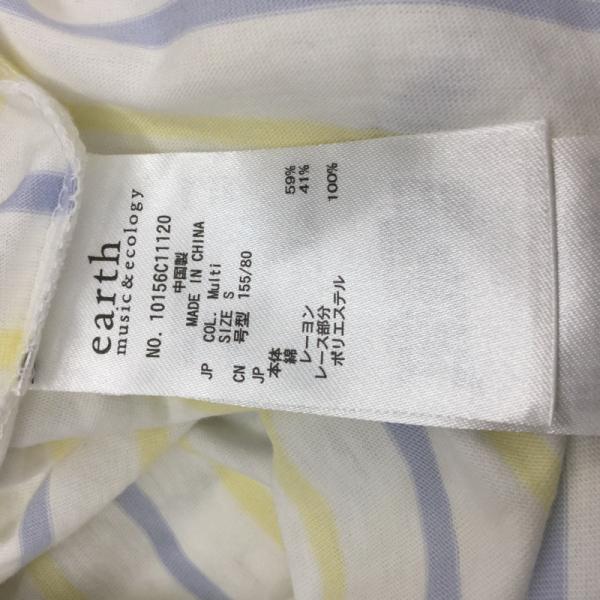 earth
music&ecology
NO. 10156C11120
中国製
MADE IN CHINA
JP COL. Multi
SIZE S
CN 号型 155/80
JP
本体
綿 59%
レーヨン 41%
レース部分
ポリエステル 100%